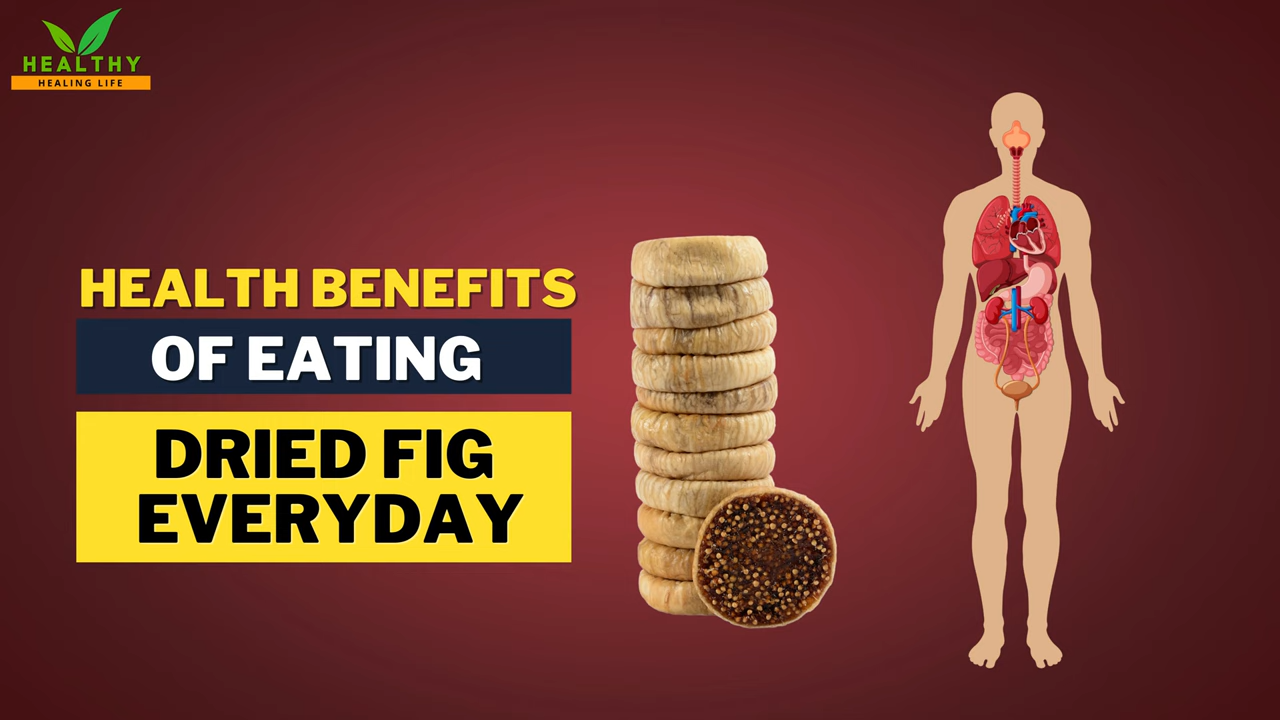 HEALTHY
HEALING LIFE
HEALTH BENEFITS
OF EATING
DRIED FIG
EVERYDAY